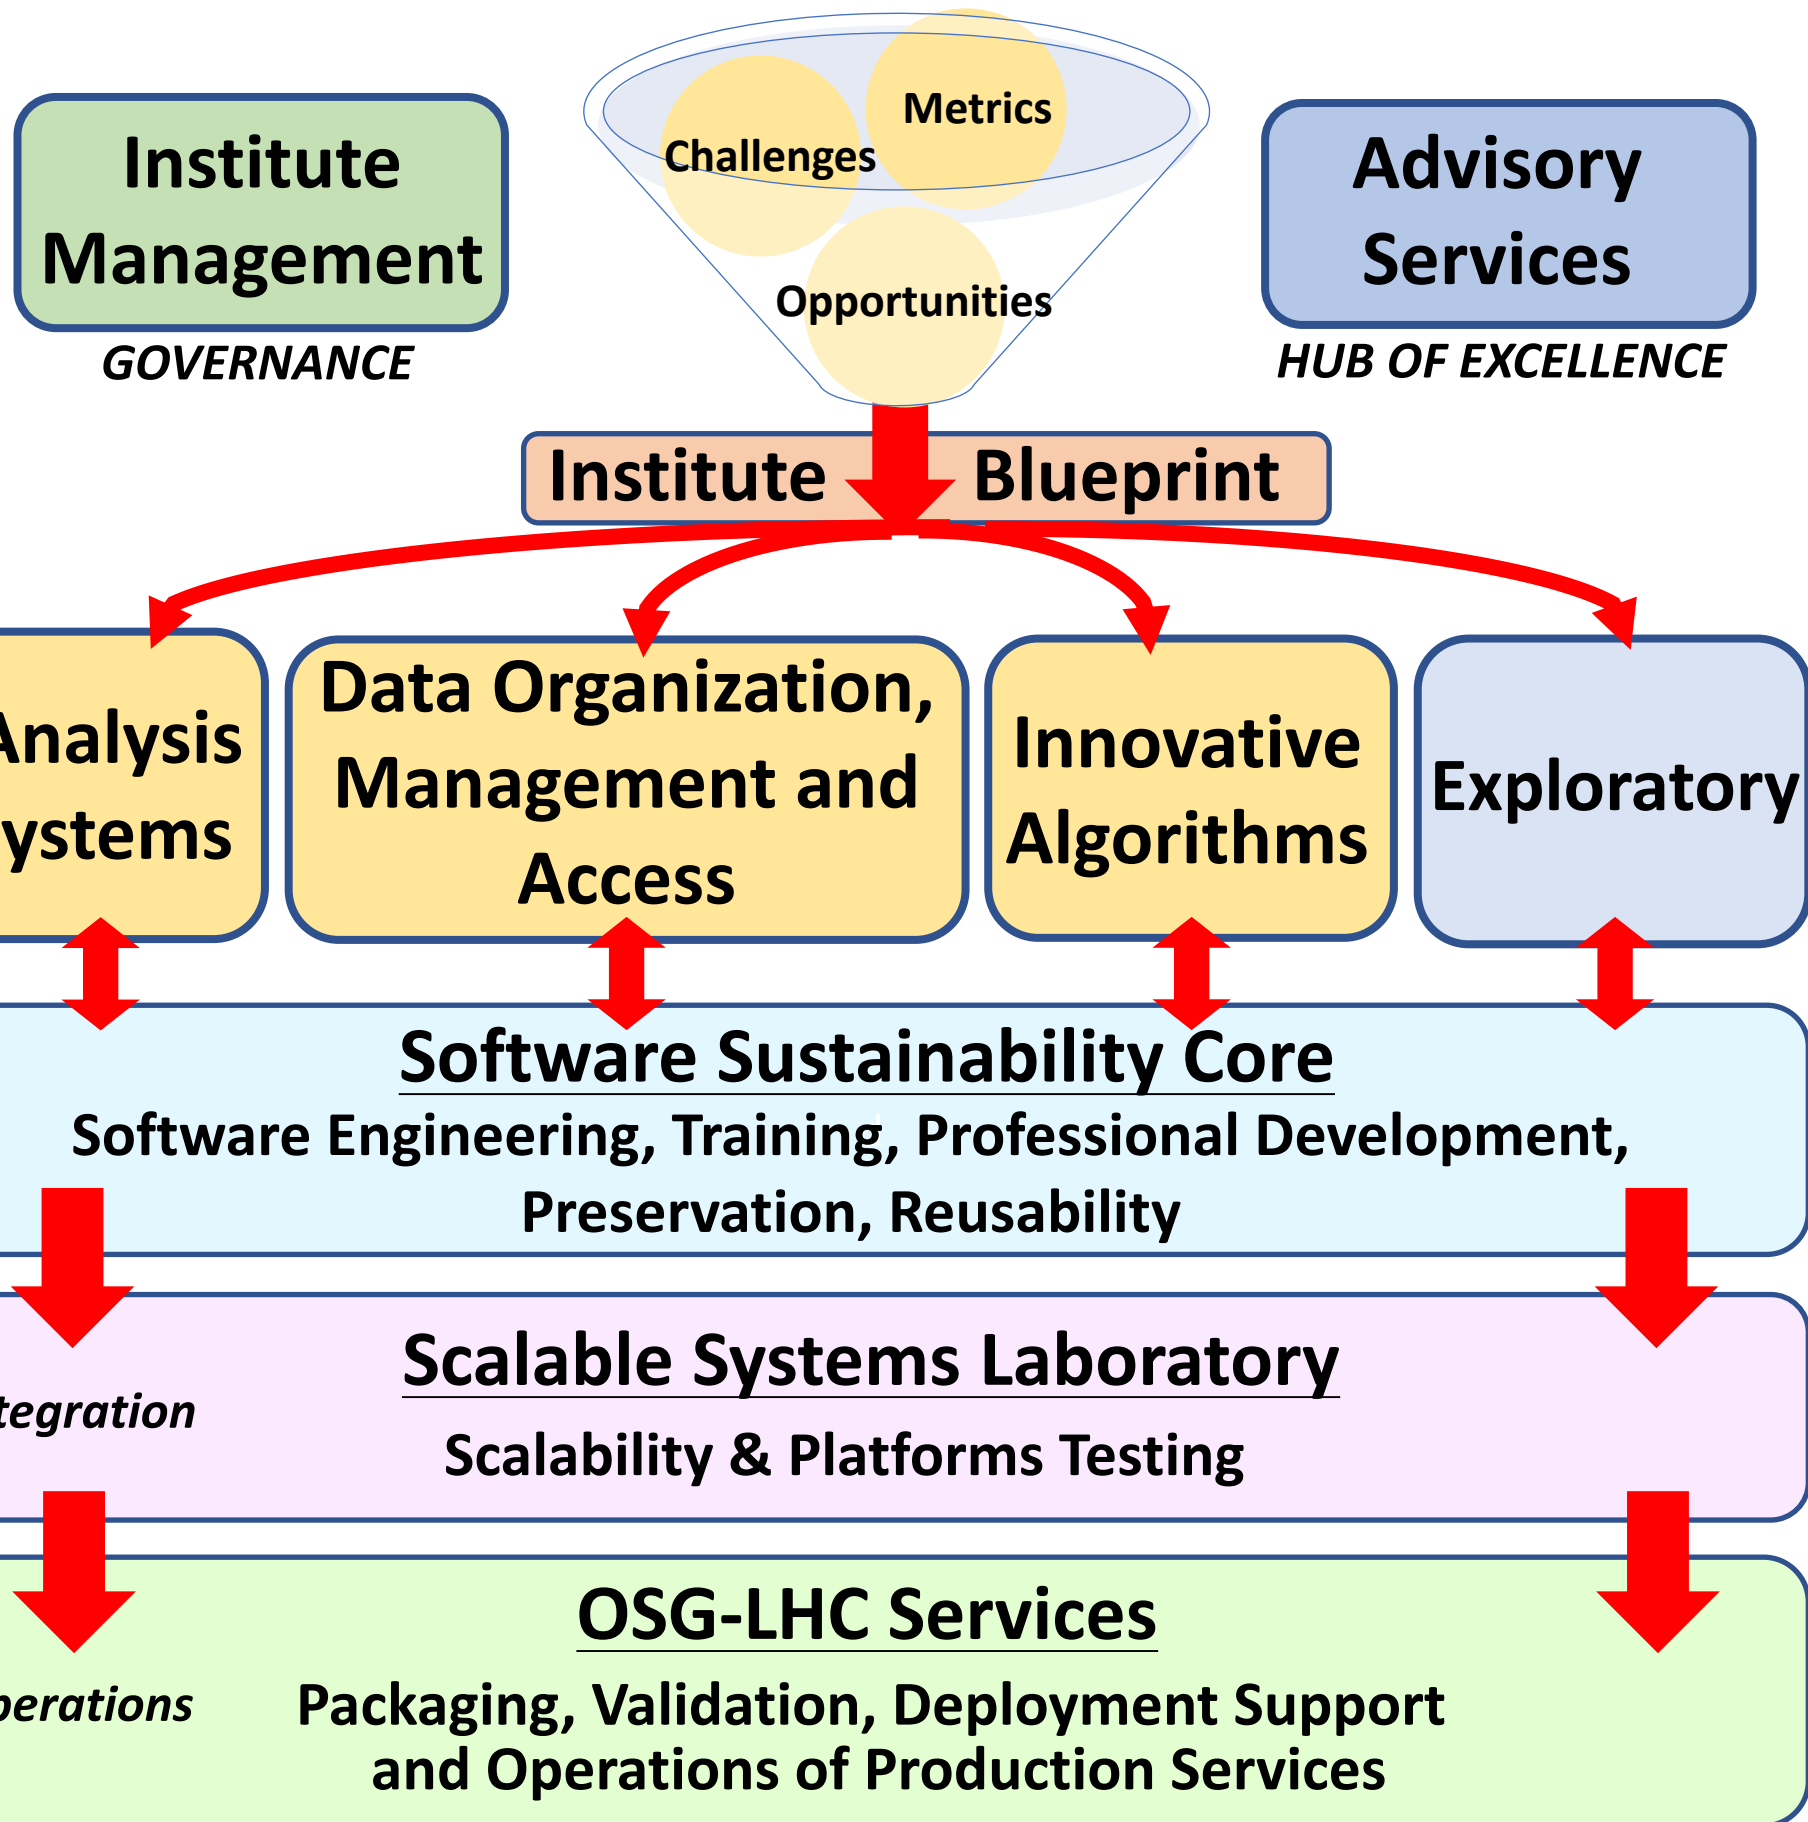 Institute
Management
GOVERNANCE
Metrics
Challenges
Opportunities
Advisory
Services
HUB OF EXCELLENCE
Institute Blueprint
Analysis
ystems
Data Organization,
Management and
Access
Innovative
Algorithms
Exploratory
Software Sustainability Core
Software Engineering, Training, Professional Development,
Preservation, Reusability
Scalable Systems Laboratory
tegration
Scalability & Platforms Testing
OSG-LHC Services
perations
Packaging, Validation, Deployment Support
and Operations of Production Services